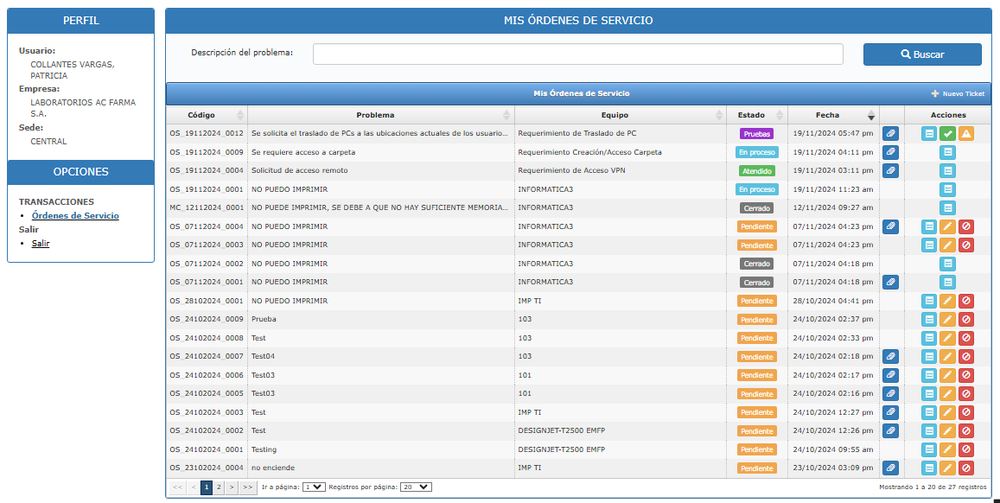 PERFIL
Usuario:
COLLANTES VARGAS,
PATRICIA
Empresa:
LABORATORIOS AC FARMA
S.A.
Sede:
CENTRAL
OPCIONES
TRANSACCIONES
Órdenes de Servicio
Salir
Salir
MIS ÓRDENES DE SERVICIO
Descripción del problema:
Buscar
Mis Órdenes de Servicio
Nuevo Ticket
Código Problema Equipo Estado Fecha Acciones
OS_19112024_0012 Se solicita el traslado de PCs a las ubicaciones actuales de los usuario... Requerimiento de Traslado de PC Pruebas 19/11/2024 05:47 pm
OS_19112024_0009 Se requiere acceso a carpeta Requerimiento Creación/Acceso Carpeta En proceso 19/11/2024 04:11 pm
OS_19112024_0004 Solicitud de acceso remoto Requerimiento de Acceso VPN Atendido 19/11/2024 03:11 pm
OS_19112024_0001 NO PUEDO IMPRIMIR INFORMATICA3 En proceso 19/11/2024 11:23 am
MC_12112024_0001 NO PUEDE IMPRIMIR, SE DEBE A QUE NO HAY SUFICIENTE MEMORIA... INFORMATICA3 Cerrado 12/11/2024 09:27 am
OS_07112024_0004 NO PUEDO IMPRIMIR INFORMATICA3 Pendiente 07/11/2024 04:23 pm
OS_07112024_0003 NO PUEDO IMPRIMIR INFORMATICA3 Pendiente 07/11/2024 04:23 pm
OS_07112024_0002 NO PUEDO IMPRIMIR INFORMATICA3 Cerrado 07/11/2024 04:18 pm
OS_07112024_0001 NO PUEDO IMPRIMIR INFORMATICA3 Cerrado 07/11/2024 04:18 pm
OS_28102024_0001 NO PUEDO IMPRIMIR IMP TI Pendiente 28/10/2024 04:41 pm
OS_24102024_0009 Prueba 103 Pendiente 24/10/2024 02:37 pm
OS_24102024_0008 Test 103 Pendiente 24/10/2024 02:33 pm
OS_24102024_0007 Test04 103 Pendiente 24/10/2024 02:18 pm
OS_24102024_0006 Test03 101 Pendiente 24/10/2024 02:17 pm
OS_24102024_0005 Test03 101 Pendiente 24/10/2024 02:16 pm
OS_24102024_0003 Test IMP TI Pendiente 24/10/2024 12:27 pm
OS_24102024_0002 Test DESIGNJET-T2500 EMFP Pendiente 24/10/2024 12:26 pm
OS_24102024_0001 Testing DESIGNJET-T2500 EMFP Pendiente 24/10/2024 09:55 am
OS_23102024_0004 no enciende IMP TI Pendiente 23/10/2024 03:09 pm
<< < 1 2 > >> Ir a página: 1 Registros por página: 20 Mostrando 1 a 20 de 27 registros